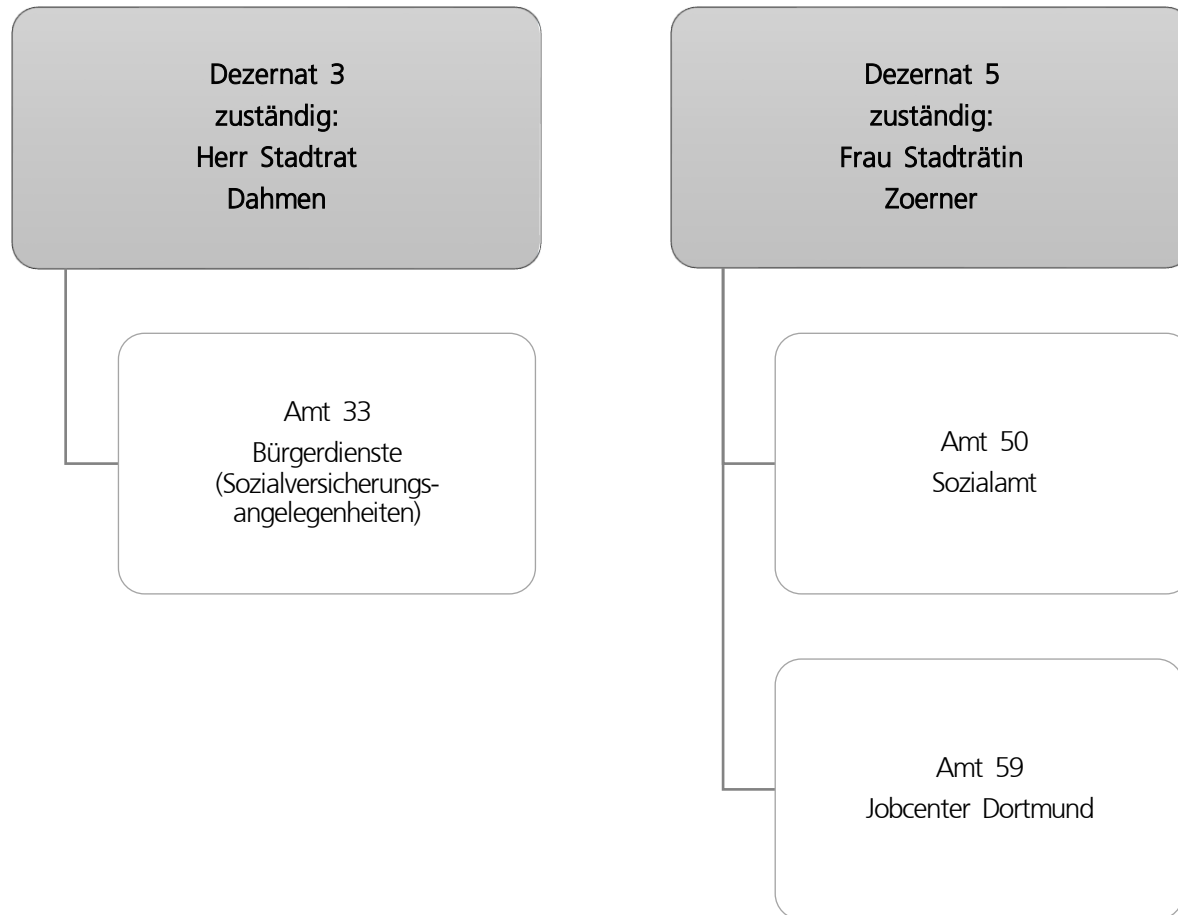 Dezernat 3
zuständig:
Herr Stadtrat
Dahmen
Amt 33
Bürgerdienste
(Sozialversicherungs-
angelegenheiten)
Dezernat 5
zuständig:
Frau Stadträtin
Zoerner
Amt 50
Sozialamt
Amt 59
Jobcenter Dortmund